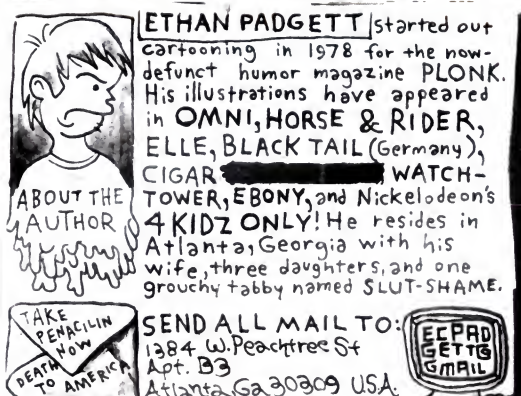 ETHAN PADGETT started out
cartooning in 1978 for the now-
defunct humor magazine PLONK.
His illustrations have appeared
in OMNI, HORSE & RIDER,
ELLE, BLACK TAIL (Germany),
CIGAR WATCH-
TOWER, EBONY, and Nickelodeon's
4 KIDZ ONLY! He resides in
Atlanta, Georgia with his
wife, three daughters, and one
grouchy tabby named SLUT-SHAME.
ABOUT THE
AUTHOR
TAKE
PENACILIN
NOW
DEATH
TO AMERICA
SEND ALL MAIL TO:
1384 W. Peachtree St
Apt. B3
Atlanta, Ga 30309 U.S.A.
ECPAD
GETT@
GMAIL